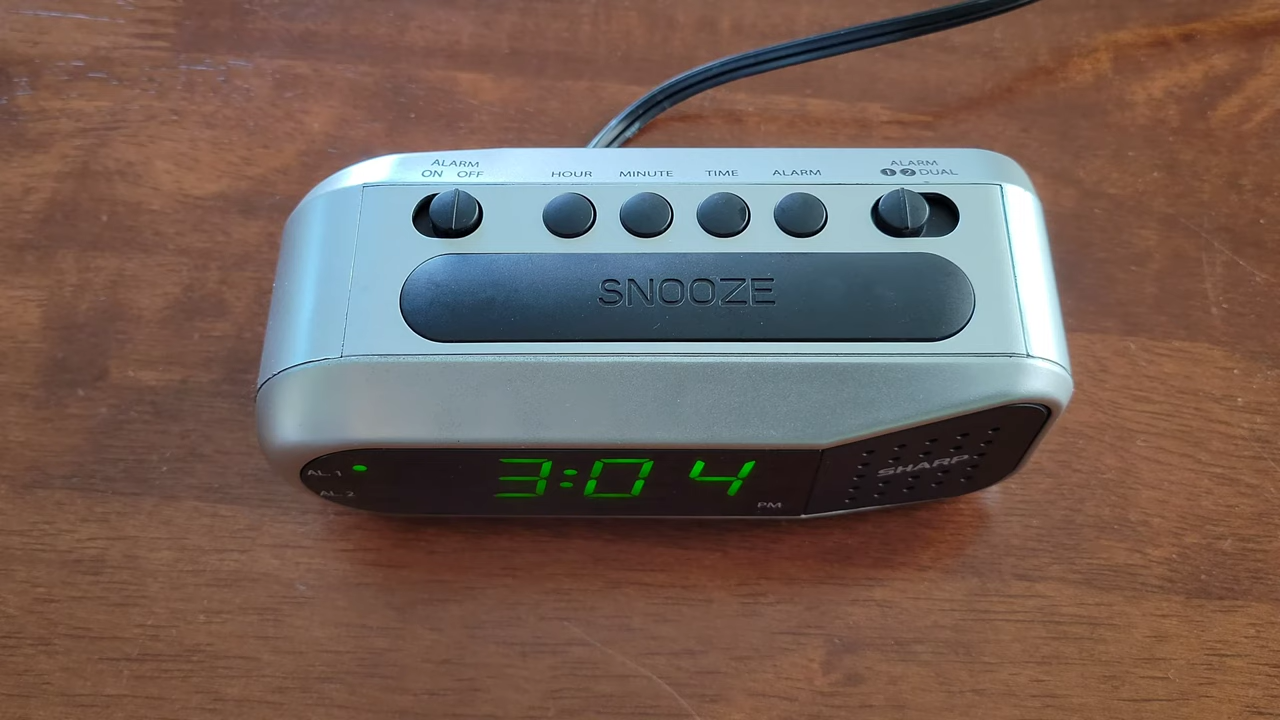 ALARM
ON OFF
HOUR
MINUTE
TIME
ALARM
ALARM
1 2 DUAL
SNOOZE
AL. 1
AL. 2
3:04
PM
SHARP